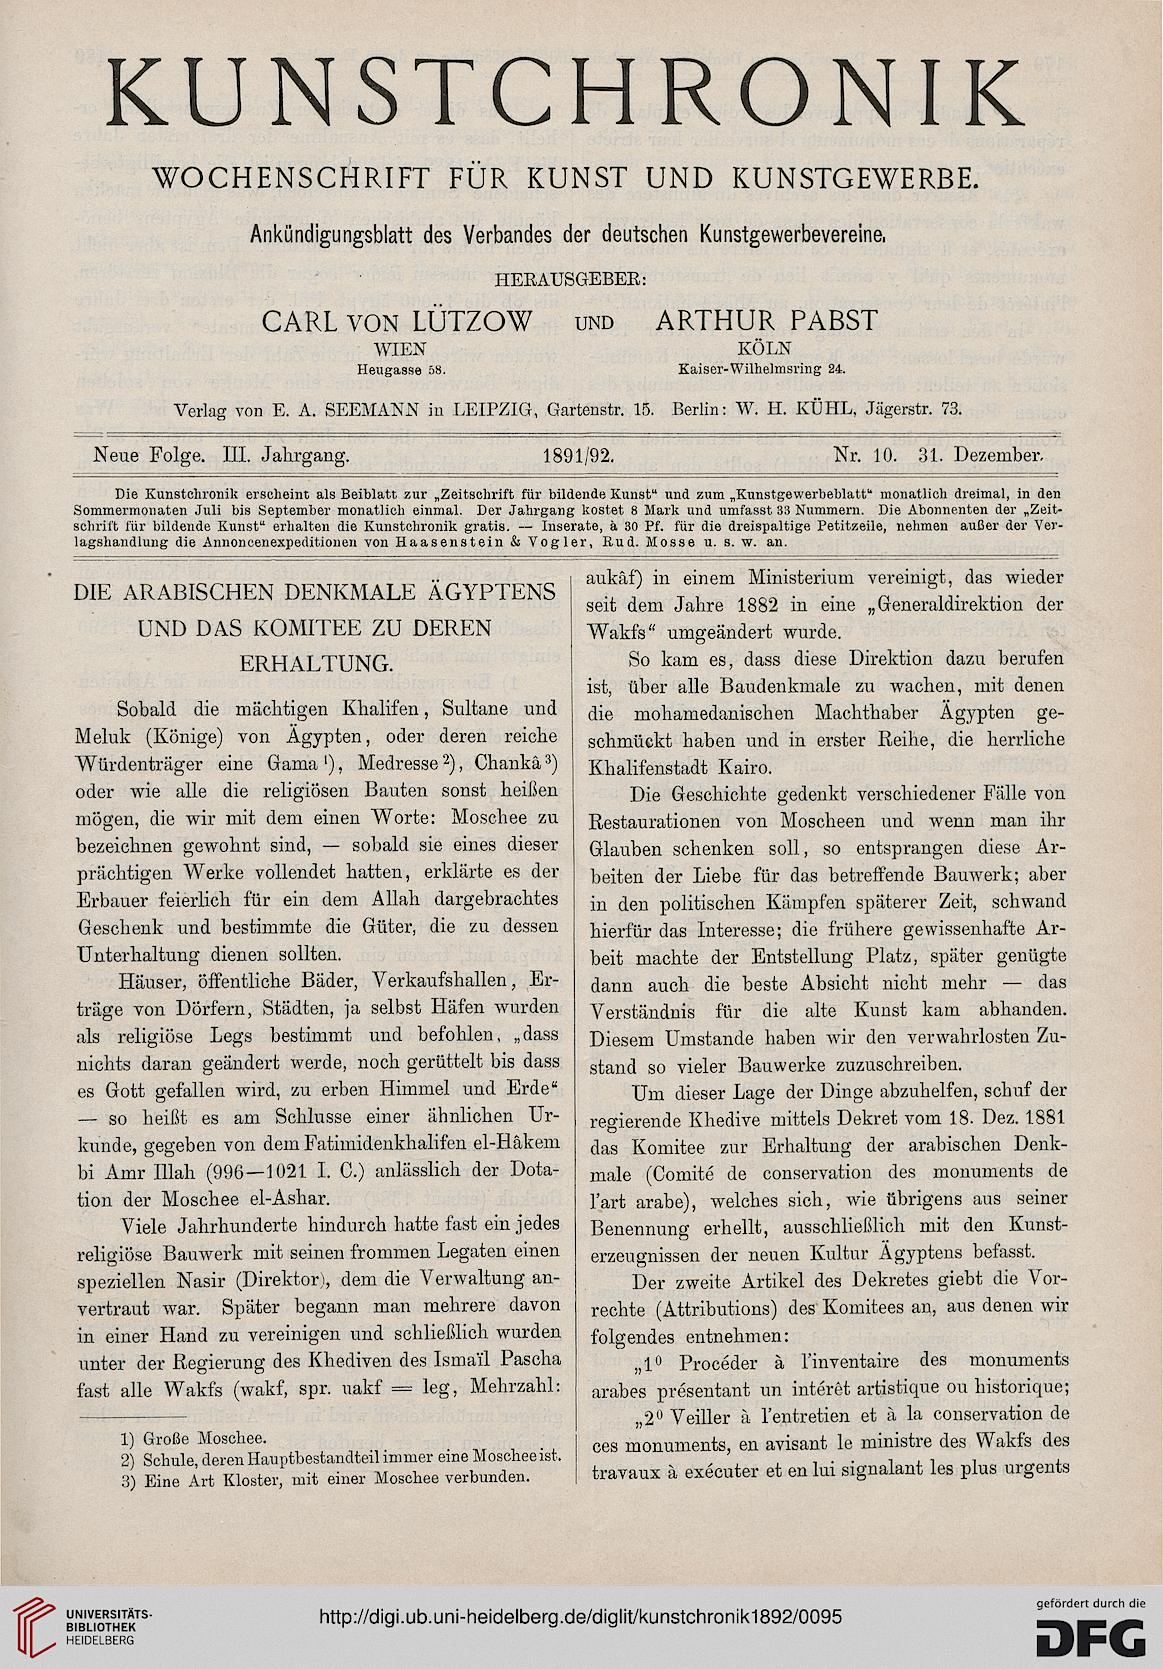 KUNSTCHRONIK
WOCHENSCHRIFT FÜR KUNST UND KUNSTGEWERBE.
Ankündigungsblatt des Verbandes der deutschen Kunstgewerbevereine.
HERAUSGEBER:
CARL VON LÜTZOW UND ARTHUR PABST
WIEN KÖLN
Heugasse 58. Kaiser-Wilhelmsring 24.
Verlag von E. A. SEEMANN in LEIPZIG, Gartenstr. 15. Berlin: W. H. KÜHL, Jägerstr. 73.
Neue Folge. III. Jahrgang. 1891/92. Nr. 10. 31. Dezember.
Die Kunstchronik erscheint als Beiblatt zur „Zeitschrift für bildende Kunst“ und zum „Kunstgewerbeblatt“ monatlich dreimal, in den
Sommermonaten Juli bis September monatlich einmal. Der Jahrgang kostet 8 Mark und umfasst 33 Nummern. Die Abonnenten der „Zeit-
schrift für bildende Kunst“ erhalten die Kunstchronik gratis. — Inserate, à 30 Pf. für die dreispaltige Petitzeile, nehmen außer der Ver-
lagshandlung die Annoncenexpeditionen von Haasenstein & Vogler, Rud. Mosse u. s. w. an.
DIE ARABISCHEN DENKMALE ÄGYPTENS
UND DAS KOMITEE ZU DEREN
ERHALTUNG.
Sobald die mächtigen Khalifen, Sultane und
Meluk (Könige) von Ägypten, oder deren reiche
Würdenträger eine Gama¹), Medresse²), Chankâ³)
oder wie alle die religiösen Bauten sonst heißen
mögen, die wir mit dem einen Worte: Moschee zu
bezeichnen gewohnt sind, — sobald sie eines dieser
prächtigen Werke vollendet hatten, erklärte es der
Erbauer feierlich für ein dem Allah dargebrachtes
Geschenk und bestimmte die Güter, die zu dessen
Unterhaltung dienen sollten.
Häuser, öffentliche Bäder, Verkaufshallen, Er-
träge von Dörfern, Städten, ja selbst Häfen wurden
als religiöse Legs bestimmt und befohlen, „dass
nichts daran geändert werde, noch gerüttelt bis dass
es Gott gefallen wird, zu erben Himmel und Erde“
— so heißt es am Schlusse einer ähnlichen Ur-
kunde, gegeben von dem Fatimidenkhalifen el-Hâkem
bi Amr Illah (996—1021 I. C.) anlässlich der Dota-
tion der Moschee el-Ashar.
Viele Jahrhunderte hindurch hatte fast ein jedes
religiöse Bauwerk mit seinen frommen Legaten einen
speziellen Nasir (Direktor), dem die Verwaltung an-
vertraut war. Später begann man mehrere davon
in einer Hand zu vereinigen und schließlich wurden
unter der Regierung des Khediven des Ismaïl Pascha
fast alle Wakfs (wakf, spr. uakf = leg, Mehrzahl:
1) Große Moschee.
2) Schule, deren Hauptbestandteil immer eine Moschee ist.
3) Eine Art Kloster, mit einer Moschee verbunden.
aukâf) in einem Ministerium vereinigt, das wieder
seit dem Jahre 1882 in eine „Generaldirektion der
Wakfs“ umgeändert wurde.
So kam es, dass diese Direktion dazu berufen
ist, über alle Baudenkmale zu wachen, mit denen
die mohamedanischen Machthaber Ägypten ge-
schmückt haben und in erster Reihe, die herrliche
Khalifenstadt Kairo.
Die Geschichte gedenkt verschiedener Fälle von
Restaurationen von Moscheen und wenn man ihr
Glauben schenken soll, so entsprangen diese Ar-
beiten der Liebe für das betreffende Bauwerk; aber
in den politischen Kämpfen späterer Zeit, schwand
hierfür das Interesse; die frühere gewissenhafte Ar-
beit machte der Entstellung Platz, später genügte
dann auch die beste Absicht nicht mehr — das
Verständnis für die alte Kunst kam abhanden.
Diesem Umstande haben wir den verwahrlosten Zu-
stand so vieler Bauwerke zuzuschreiben.
Um dieser Lage der Dinge abzuhelfen, schuf der
regierende Khedive mittels Dekret vom 18. Dez. 1881
das Komitee zur Erhaltung der arabischen Denk-
male (Comité de conservation des monuments de
l'art arabe), welches sich, wie übrigens aus seiner
Benennung erhellt, ausschließlich mit den Kunst-
erzeugnissen der neuen Kultur Ägyptens befasst.
Der zweite Artikel des Dekretes giebt die Vor-
rechte (Attributions) des Komitees an, aus denen wir
folgendes entnehmen:
„1⁰ Procéder à l'inventaire des monuments
arabes présentant un intérêt artistique ou historique;
„2⁰ Veiller à l'entretien et à la conservation de
ces monuments, en avisant le ministre des Wakfs des
travaux à exécuter et en lui signalant les plus urgents
UNIVERSITÄTS-
BIBLIOTHEK
HEIDELBERG
http://digi.ub.uni-heidelberg.de/diglit/kunstchronik1892/0095
gefördert durch die
DFG